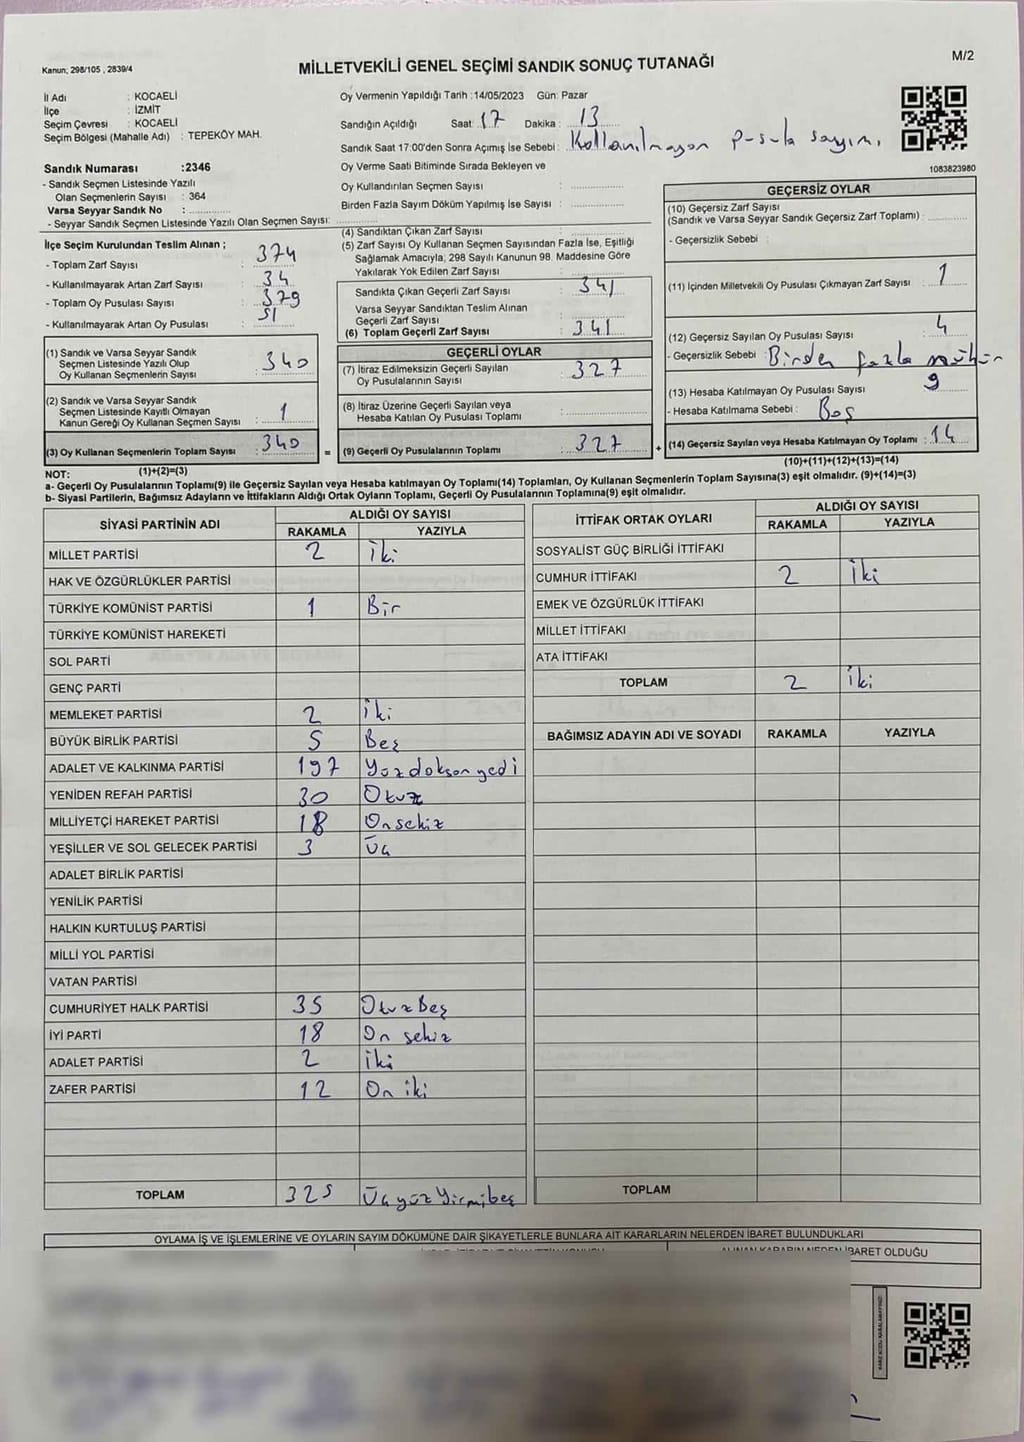 Kanun; 298/105 , 2839/4
MİLLETVEKİLİ GENEL SEÇİMİ SANDIK SONUÇ TUTANAĞI
M/2
İl Adı : KOCAELİ
İlçe : İZMİT
Seçim Çevresi : KOCAELİ
Seçim Bölgesi (Mahalle Adı) : TEPEKÖY MAH.
Sandık Numarası :2346
- Sandık Seçmen Listesinde Yazılı
Olan Seçmenlerin Sayısı : 364
Varsa Seyyar Sandık No :
- Seyyar Sandık Seçmen Listesinde Yazılı Olan Seçmen Sayısı:
Oy Vermenin Yapıldığı Tarih :14/05/2023 Gün: Pazar
Sandığın Açıldığı Saat: 17 Dakika : 13
Sandık Saat 17:00'den Sonra Açımış İse Sebebi : Kullanılmayan pusula sayım.
Oy Verme Saati Bitiminde Sırada Bekleyen ve
Oy Kullandırılan Seçmen Sayısı :
Birden Fazla Sayım Döküm Yapılmış İse Sayısı :
1083823980
İlçe Seçim Kurulundan Teslim Alınan ;
- Toplam Zarf Sayısı : 374
- Kullanılmayarak Artan Zarf Sayısı : 34
- Toplam Oy Pusulası Sayısı : 379
- Kullanılmayarak Artan Oy Pusulası : 51
(1) Sandık ve Varsa Seyyar Sandık
Seçmen Listesinde Yazılı Olup
Oy Kullanan Seçmenlerin Sayısı : 340
(2) Sandık ve Varsa Seyyar Sandık
Seçmen Listesinde Kayıtlı Olmayan
Kanun Gereği Oy Kullanan Seçmen Sayısı : 1
(3) Oy Kullanan Seçmenlerin Toplam Sayısı : 340
(1)+(2)=(3)
(4) Sandıktan Çıkan Zarf Sayısı :
(5) Zarf Sayısı Oy Kullanan Seçmen Sayısından Fazla İse, Eşitliği
Sağlamak Amacıyla; 298 Sayılı Kanunun 98. Maddesine Göre
Yakılarak Yok Edilen Zarf Sayısı :
Sandıkta Çıkan Geçerli Zarf Sayısı : 341
Varsa Seyyar Sandıktan Teslim Alınan
Geçerli Zarf Sayısı :
(6) Toplam Geçerli Zarf Sayısı : 341
GEÇERLİ OYLAR
(7) İtiraz Edilmeksizin Geçerli Sayılan
Oy Pusulalarının Sayısı : 327
(8) İtiraz Üzerine Geçerli Sayılan veya
Hesaba Katılan Oy Pusulası Toplamı :
= (9) Geçerli Oy Pusulalarının Toplamı : 327 +
GEÇERSİZ OYLAR
(10) Geçersiz Zarf Sayısı
(Sandık ve Varsa Seyyar Sandık Geçersiz Zarf Toplamı) :
- Geçersizlik Sebebi :
(11) İçinden Milletvekili Oy Pusulası Çıkmayan Zarf Sayısı : 1
(12) Geçersiz Sayılan Oy Pusulası Sayısı : 4
- Geçersizlik Sebebi : Birden fazla mühür
(13) Hesaba Katılmayan Oy Pusulası Sayısı : 9
- Hesaba Katılmama Sebebi : Boş
(14) Geçersiz Sayılan veya Hesaba Katılmayan Oy Toplamı : 14
(10)+(11)+(12)+(13)=(14)
NOT:
a- Geçerli Oy Pusulalarının Toplamı(9) ile Geçersiz Sayılan veya Hesaba katılmayan Oy Toplamı(14) Toplamları, Oy Kullanan Seçmenlerin Toplam Sayısına(3) eşit olmalıdır. (9)+(14)=(3)
b- Siyasi Partilerin, Bağımsız Adayların ve İttifakların Aldığı Ortak Oyların Toplamı, Geçerli Oy Pusulalarının Toplamına(9) eşit olmalıdır.
SİYASİ PARTİNİN ADI ALDIĞI OY SAYISI
RAKAMLA YAZIYLA
MİLLET PARTİSİ 2 İki
HAK VE ÖZGÜRLÜKLER PARTİSİ
TÜRKİYE KOMÜNİST PARTİSİ 1 Bir
TÜRKİYE KOMÜNİST HAREKETİ
SOL PARTİ
GENÇ PARTİ
MEMLEKET PARTİSİ 2 İki
BÜYÜK BİRLİK PARTİSİ 5 Beş
ADALET VE KALKINMA PARTİSİ 197 Yüzdoksanyedi
YENİDEN REFAH PARTİSİ 30 Otuz
MİLLİYETÇİ HAREKET PARTİSİ 18 Onsekiz
YEŞİLLER VE SOL GELECEK PARTİSİ 3 Üç
ADALET BİRLİK PARTİSİ
YENİLİK PARTİSİ
HALKIN KURTULUŞ PARTİSİ
MİLLİ YOL PARTİSİ
VATAN PARTİSİ
CUMHURİYET HALK PARTİSİ 35 OtuzBeş
İYİ PARTİ 18 On sekiz
ADALET PARTİSİ 2 İki
ZAFER PARTİSİ 12 On iki
TOPLAM 325 Üçyüz Yirmibeş
İTTİFAK ORTAK OYLARI ALDIĞI OY SAYISI
RAKAMLA YAZIYLA
SOSYALİST GÜÇ BİRLİĞİ İTTİFAKI
CUMHUR İTTİFAKI 2 İki
EMEK VE ÖZGÜRLÜK İTTİFAKI
MİLLET İTTİFAKI
ATA İTTİFAKI
TOPLAM 2 İki
BAĞIMSIZ ADAYIN ADI VE SOYADI RAKAMLA YAZIYLA
TOPLAM
OYLAMA İŞ VE İŞLEMLERİNE VE OYLARIN SAYIM DÖKÜMÜNE DAİR ŞİKAYETLERLE BUNLARA AİT KARARLARIN NELERDEN İBARET BULUNDUKLARI
ALINAN KARARIN NEDEN İBARET OLDUĞU